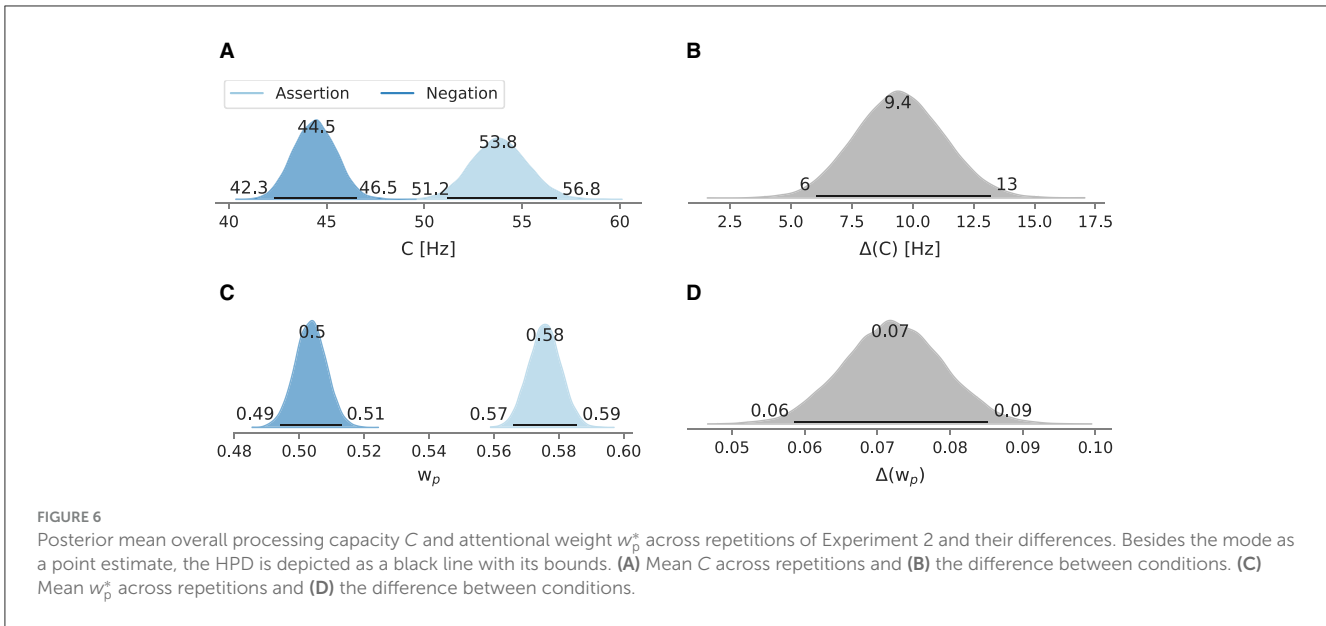 A
B
Assertion Negation
44.5
53.8
42.3 46.5 51.2 56.8
40 45 50 55 60
C [Hz]
9.4
6 13
2.5 5.0 7.5 10.0 12.5 15.0 17.5
Δ(C) [Hz]
C
D
0.5
0.58
0.49 0.51 0.57 0.59
0.48 0.50 0.52 0.54 0.56 0.58 0.60
wₚ
0.07
0.06 0.09
0.05 0.06 0.07 0.08 0.09 0.10
Δ(wₚ)
FIGURE 6
Posterior mean overall processing capacity C and attentional weight wₚ* across repetitions of Experiment 2 and their differences. Besides the mode as
a point estimate, the HPD is depicted as a black line with its bounds. (A) Mean C across repetitions and (B) the difference between conditions. (C)
Mean wₚ* across repetitions and (D) the difference between conditions.